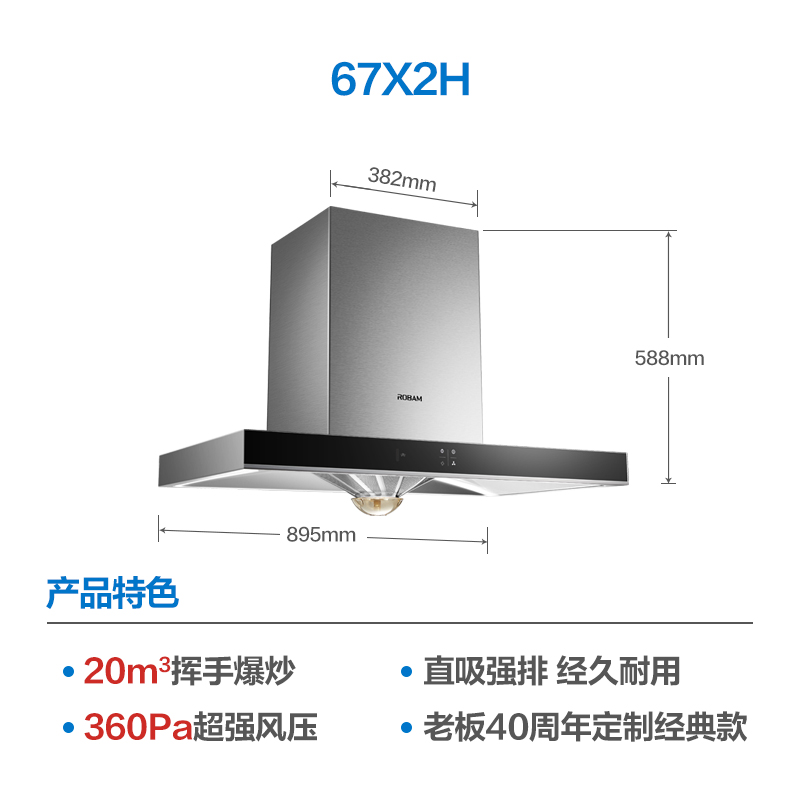 67X2H
382mm
588mm
ROBAM
895mm
产品特色
20m³挥手爆炒
直吸强排 经久耐用
360Pa超强风压
老板40周年定制经典款